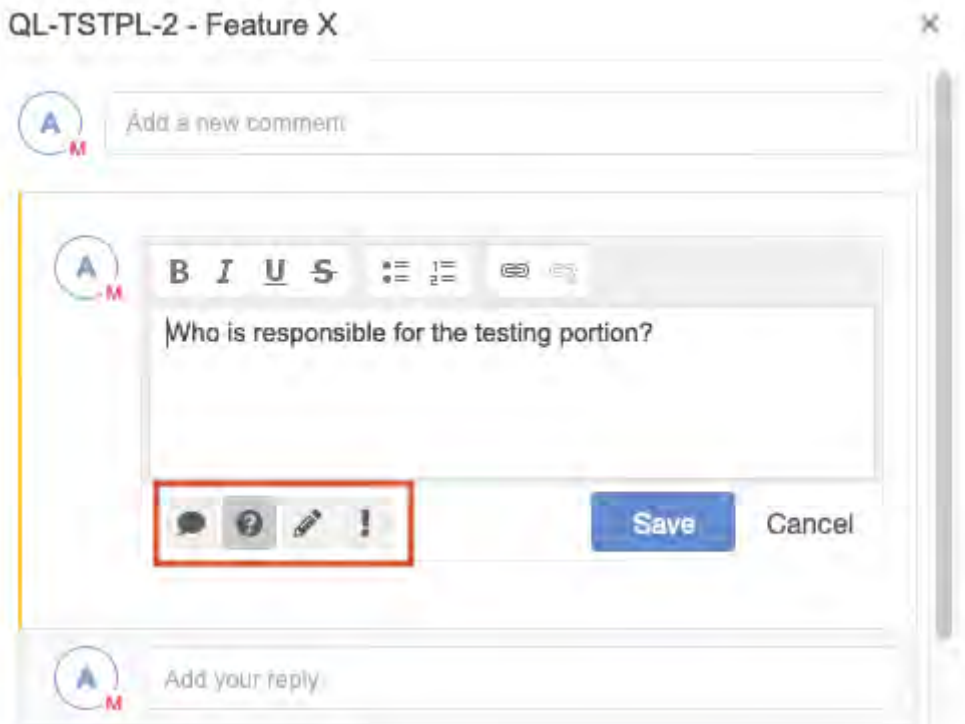 QL-TSTPL-2 - Feature X
A M
Add a new comment
A M
B I U S
Who is responsible for the testing portion?
Save Cancel
A M
Add your reply